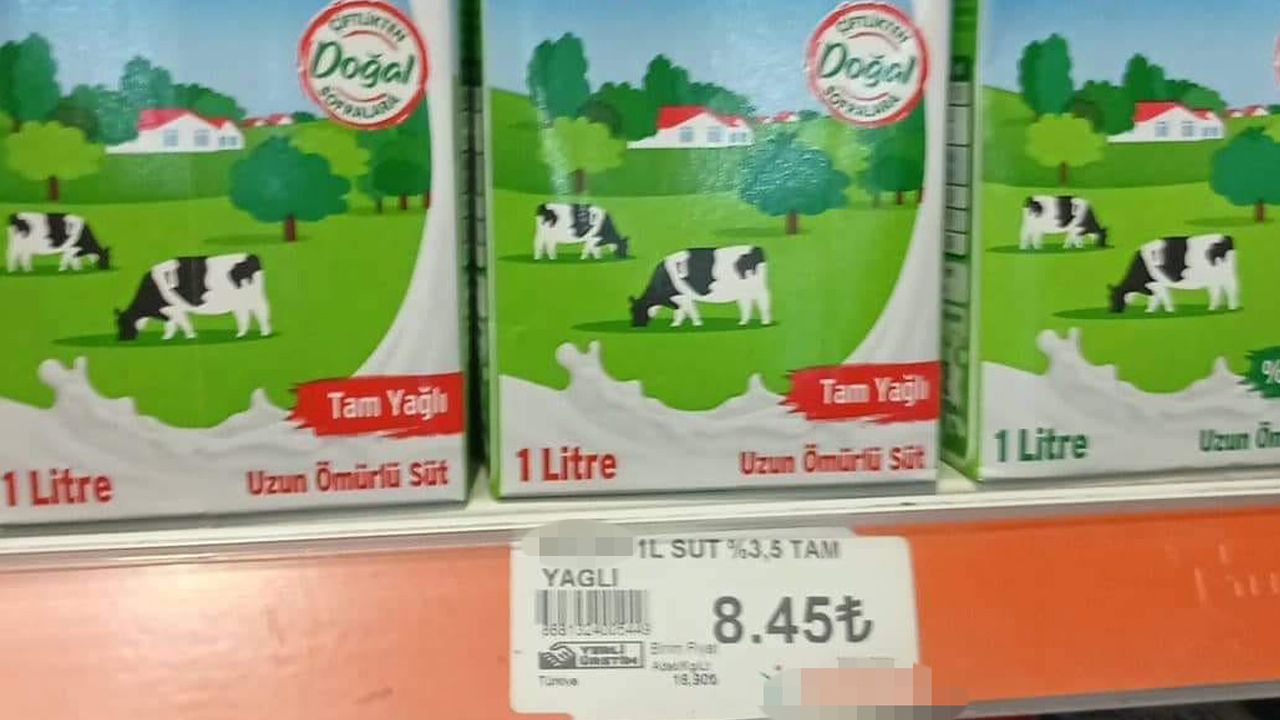 ÇİFTLİKTEN
Doğal
SOFRALARA
ÇİFTLİKTEN
Doğal
SOFRALARA
Tam Yağlı
1 Litre
Uzun Ömürlü Süt
Tam Yağlı
1 Litre
Uzun Ömürlü Süt
%
1 Litre
Uzun Öm
1L SUT %3,5 TAM
YAGLI
8.45₺
YERLİ
ÜRETİM
Birim Fiyat
Türkiye